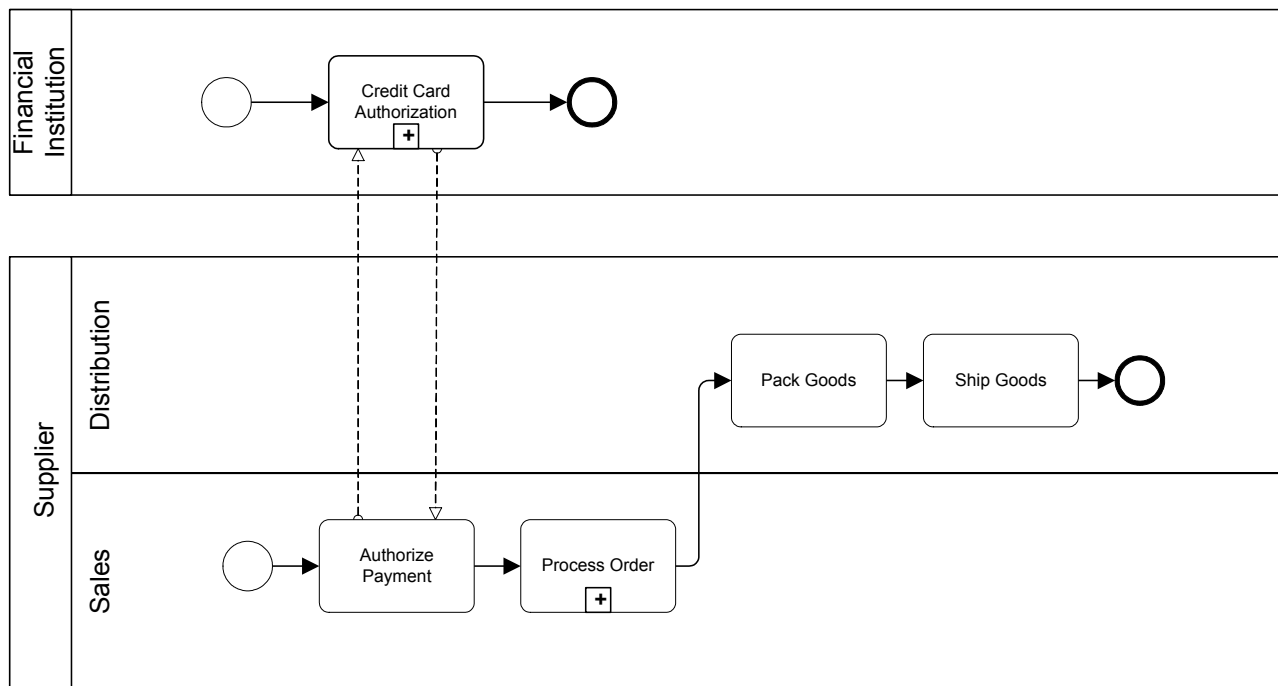 Financial
Institution
Credit Card
Authorization
+
Supplier
Distribution
Pack Goods
Ship Goods
Sales
Authorize
Payment
Process Order
+